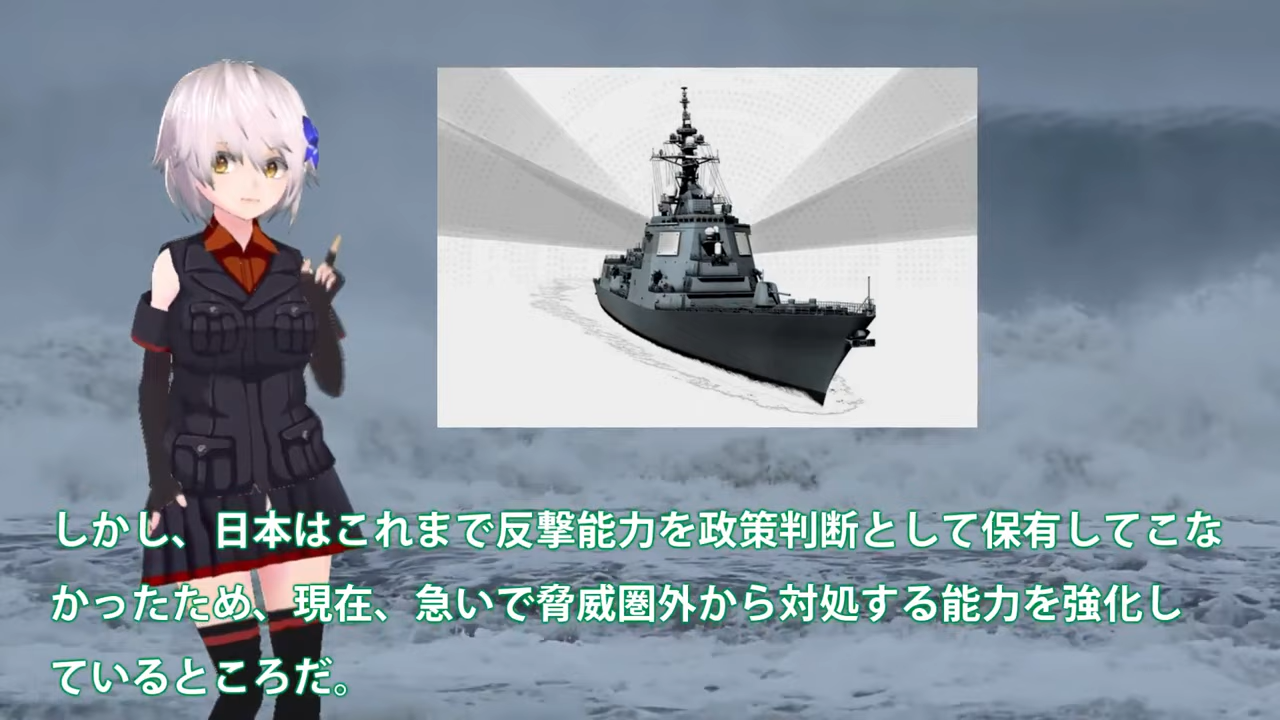 しかし、日本はこれまで反撃能力を政策判断として保有してこな
かったため、現在、急いで脅威圏外から対処する能力を強化し
ているところだ。